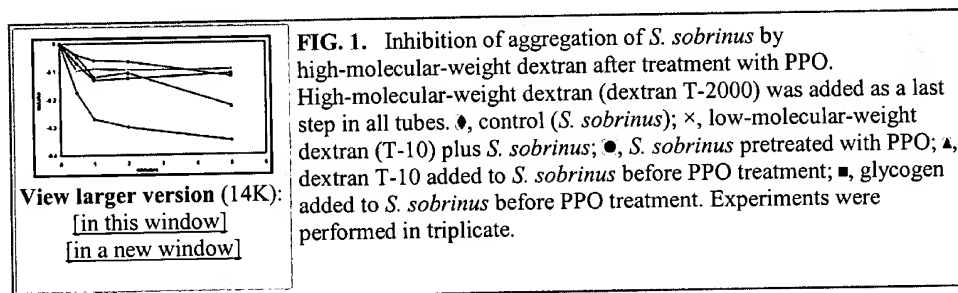 FIG. 1. Inhibition of aggregation of S. sobrinus by
high-molecular-weight dextran after treatment with PPO.
High-molecular-weight dextran (dextran T-2000) was added as a last
step in all tubes. ♦, control (S. sobrinus); ×, low-molecular-weight
dextran (T-10) plus S. sobrinus; ●, S. sobrinus pretreated with PPO; ▲,
dextran T-10 added to S. sobrinus before PPO treatment; ■, glycogen
added to S. sobrinus before PPO treatment. Experiments were
performed in triplicate.
View larger version (14K):
[in this window]
[in a new window]